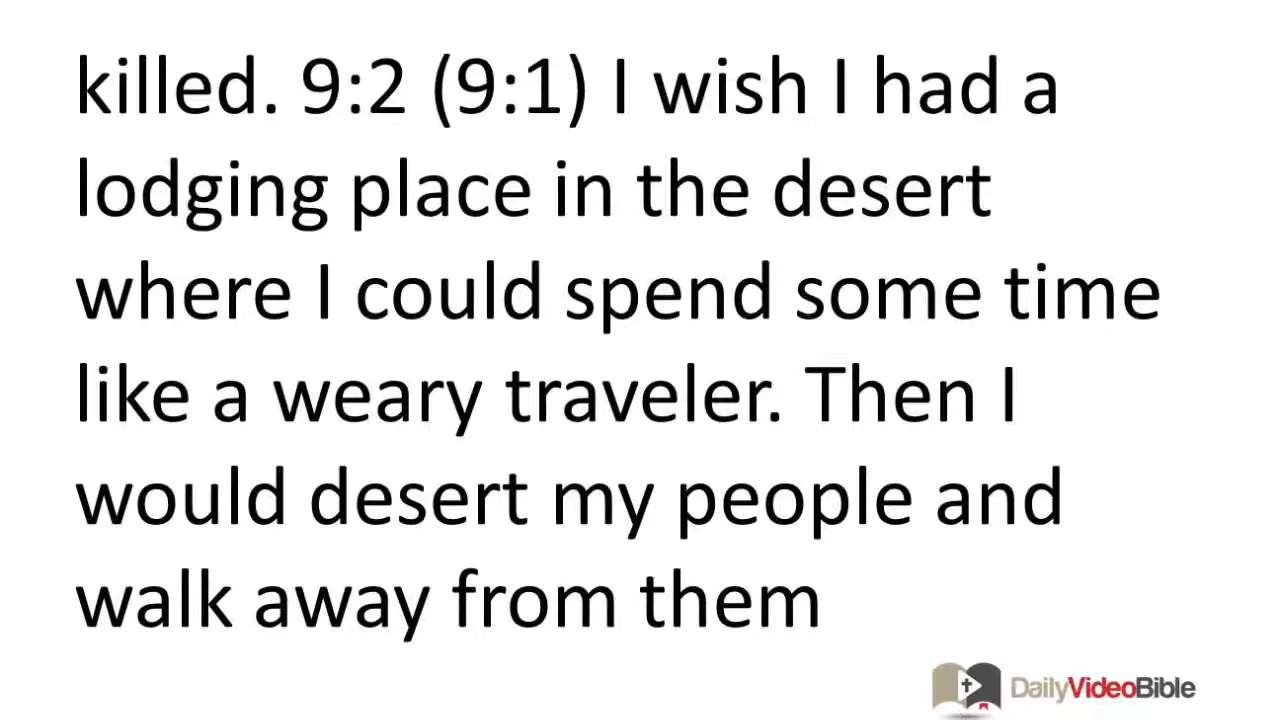 killed. 9:2 (9:1) I wish I had a
lodging place in the desert
where I could spend some time
like a weary traveler. Then I
would desert my people and
walk away from them
DailyVideoBible